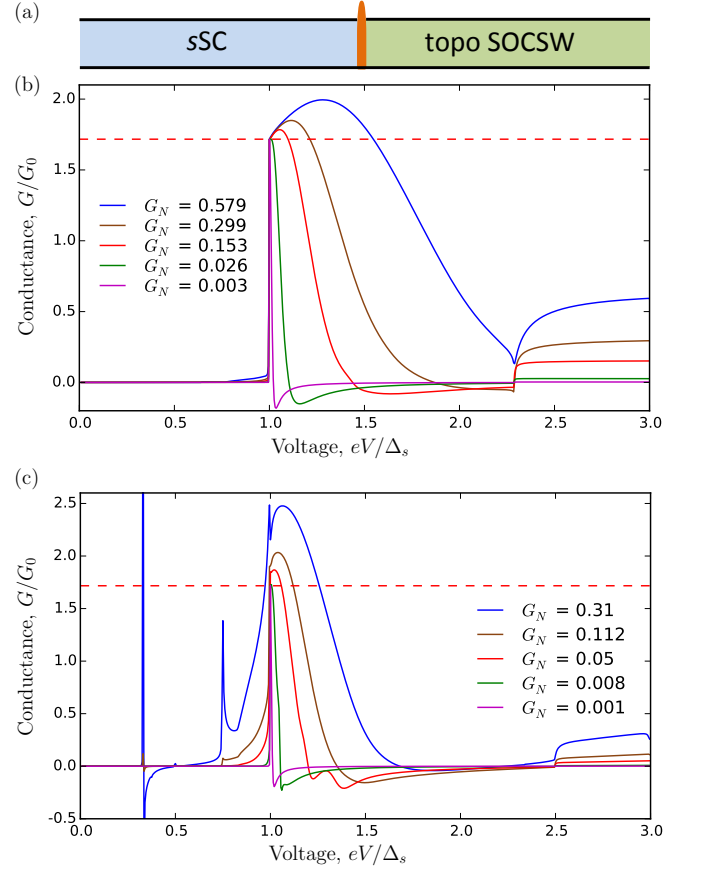 (a)
sSC topo SOCSW
(b)
2.0
1.5
1.0
0.5
0.0
Conductance, G/G₀
G_N = 0.579
G_N = 0.299
G_N = 0.153
G_N = 0.026
G_N = 0.003
0.0 0.5 1.0 1.5 2.0 2.5 3.0
Voltage, eV/Δ_s
(c)
2.5
2.0
1.5
1.0
0.5
0.0
-0.5
Conductance, G/G₀
G_N = 0.31
G_N = 0.112
G_N = 0.05
G_N = 0.008
G_N = 0.001
0.0 0.5 1.0 1.5 2.0 2.5 3.0
Voltage, eV/Δ_s